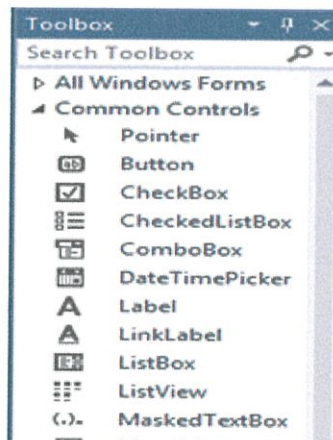 Toolbox
Search Toolbox
All Windows Forms
Common Controls
Pointer
Button
CheckBox
CheckedListBox
ComboBox
DateTimePicker
Label
LinkLabel
ListBox
ListView
MaskedTextBox